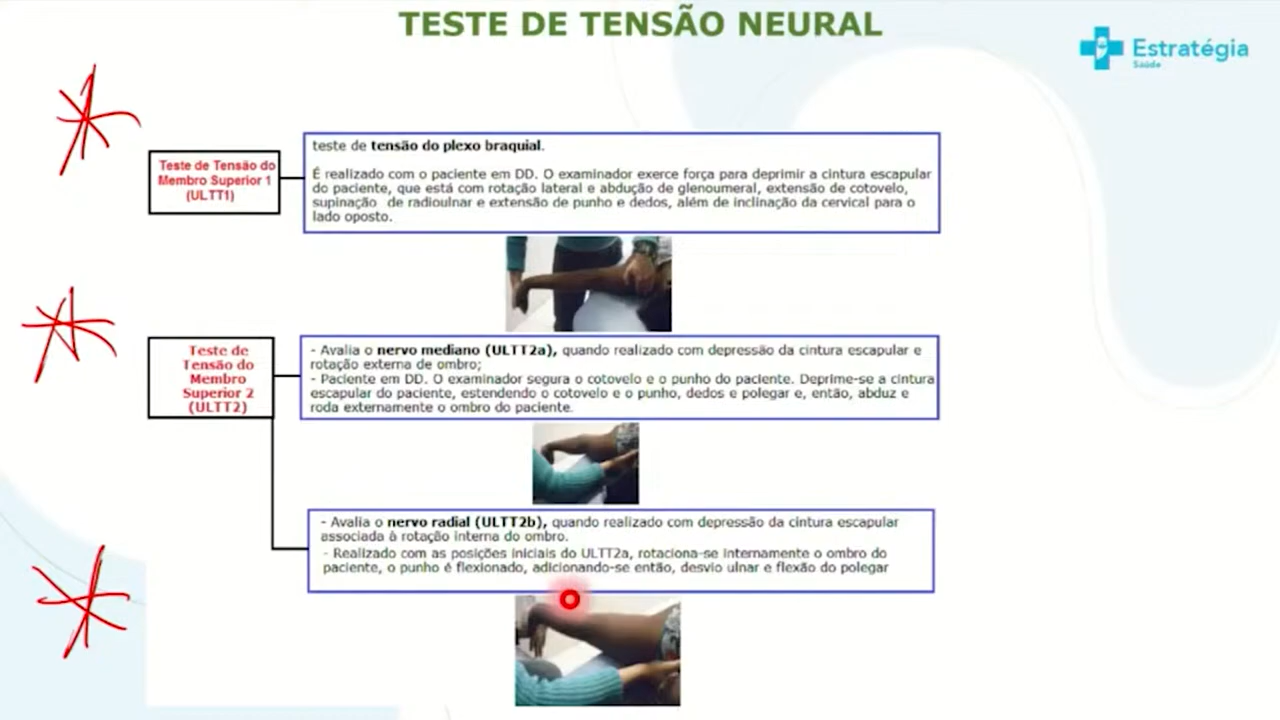 TESTE DE TENSÃO NEURAL
Estratégia
Saúde
Teste de Tensão do
Membro Superior 1
(ULTT1)
teste de tensão do plexo braquial.
É realizado com o paciente em DD. O examinador exerce força para deprimir a cintura escapular
do paciente, que está com rotação lateral e abdução de glenoumeral, extensão de cotovelo,
supinação de radioulnar e extensão de punho e dedos, além de inclinação da cervical para o
lado oposto.
Teste de
Tensão do
Membro
Superior 2
(ULTT2)
- Avalia o nervo mediano (ULTT2a), quando realizado com depressão da cintura escapular e
rotação externa de ombro;
- Paciente em DD. O examinador segura o cotovelo e o punho do paciente. Deprime-se a cintura
escapular do paciente, estendendo o cotovelo e o punho, dedos e polegar e, então, abduz e
roda externamente o ombro do paciente.
- Avalia o nervo radial (ULTT2b), quando realizado com depressão da cintura escapular
associada à rotação interna do ombro.
- Realizado com as posições iniciais do ULTT2a, rotaciona-se internamente o ombro do
paciente, o punho é flexionado, adicionando-se então, desvio ulnar e flexão do polegar